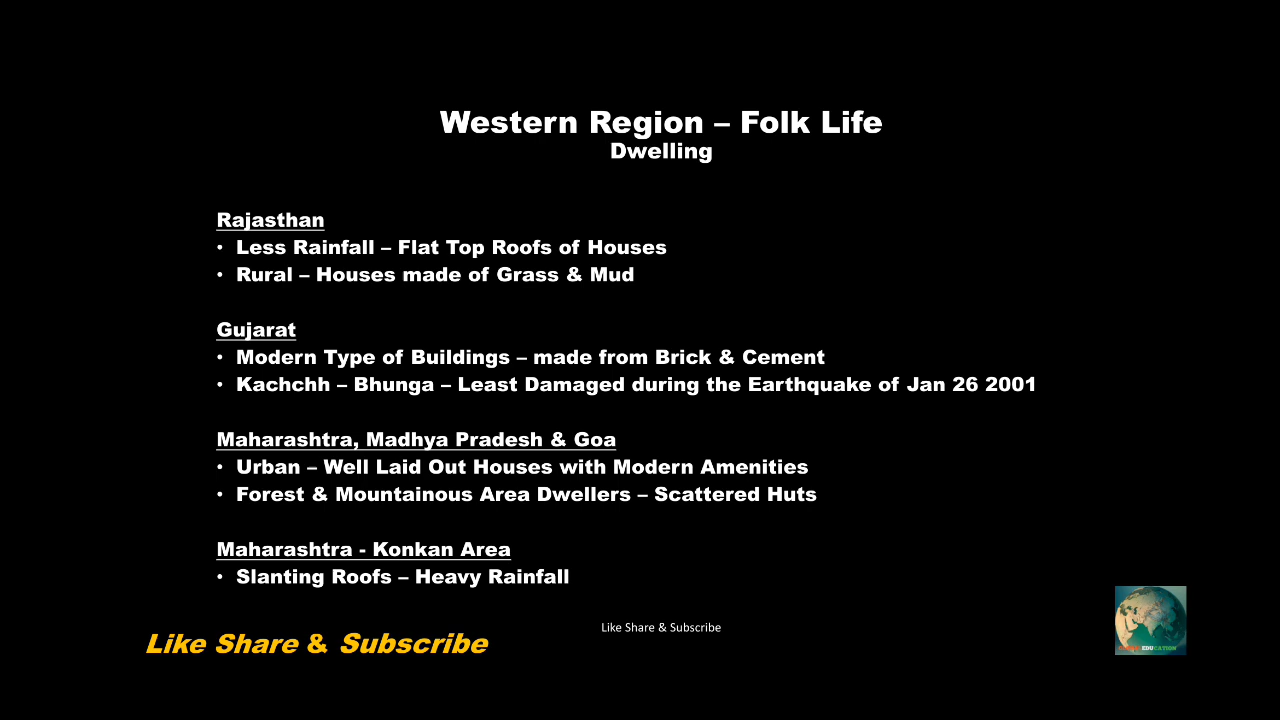 Western Region – Folk Life
Dwelling
Rajasthan
• Less Rainfall – Flat Top Roofs of Houses
• Rural – Houses made of Grass & Mud
Gujarat
• Modern Type of Buildings – made from Brick & Cement
• Kachchh – Bhunga – Least Damaged during the Earthquake of Jan 26 2001
Maharashtra, Madhya Pradesh & Goa
• Urban – Well Laid Out Houses with Modern Amenities
• Forest & Mountainous Area Dwellers – Scattered Huts
Maharashtra - Konkan Area
• Slanting Roofs – Heavy Rainfall
Like Share & Subscribe
Like Share & Subscribe
EDUCATION